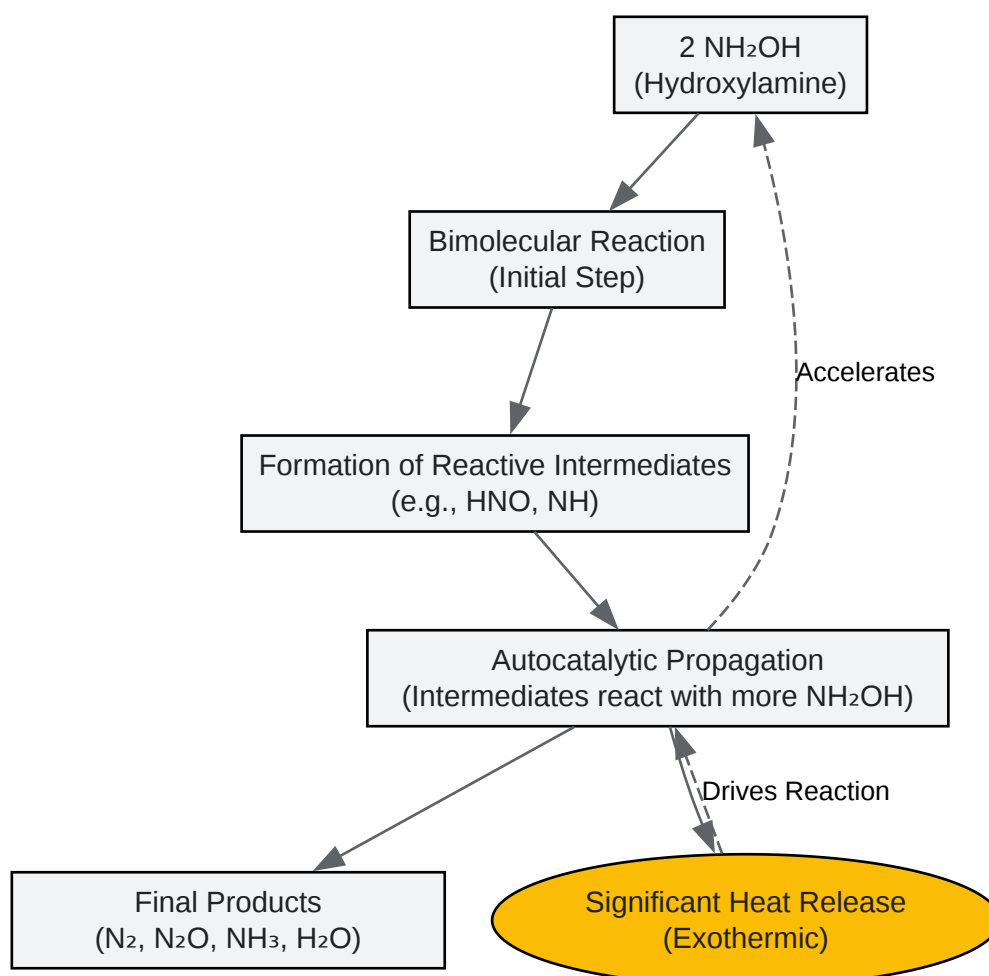 2 NH₂OH
(Hydroxylamine)
Bimolecular Reaction
(Initial Step)
Accelerates
Formation of Reactive Intermediates
(e.g., HNO, NH)
Autocatalytic Propagation
(Intermediates react with more NH₂OH)
Drives Reaction
Final Products
(N₂, N₂O, NH₃, H₂O)
Significant Heat Release
(Exothermic)